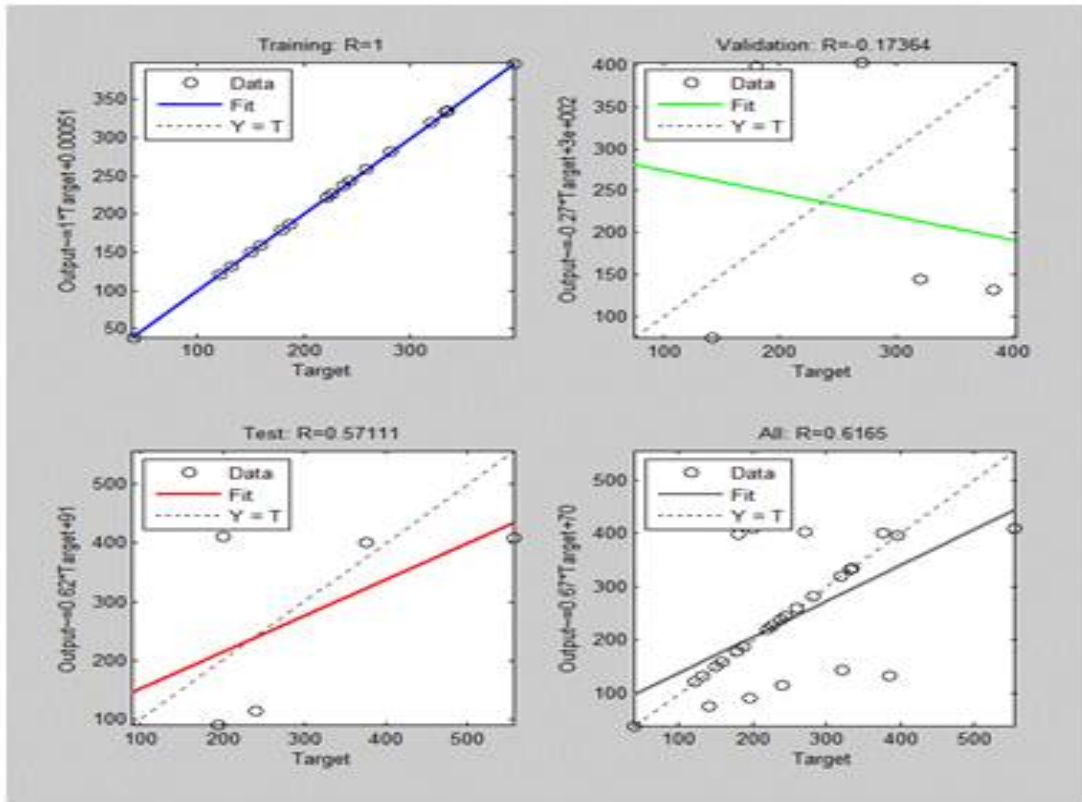 Training: R=1
Output~=1*Target+0.00051
Data
Fit
Y = T
350
300
250
200
150
100
50
100
200
300
Target
Validation: R=-0.17364
Output~=-0.27*Target+3e+002
Data
Fit
Y = T
400
350
300
250
200
150
100
100
200
300
400
Target
Test: R=0.57111
Output~=0.62*Target+91
Data
Fit
Y = T
500
400
300
200
100
100
200
300
400
500
Target
All: R=0.6165
Output~=0.67*Target+70
Data
Fit
Y = T
500
400
300
200
100
100
200
300
400
500
Target